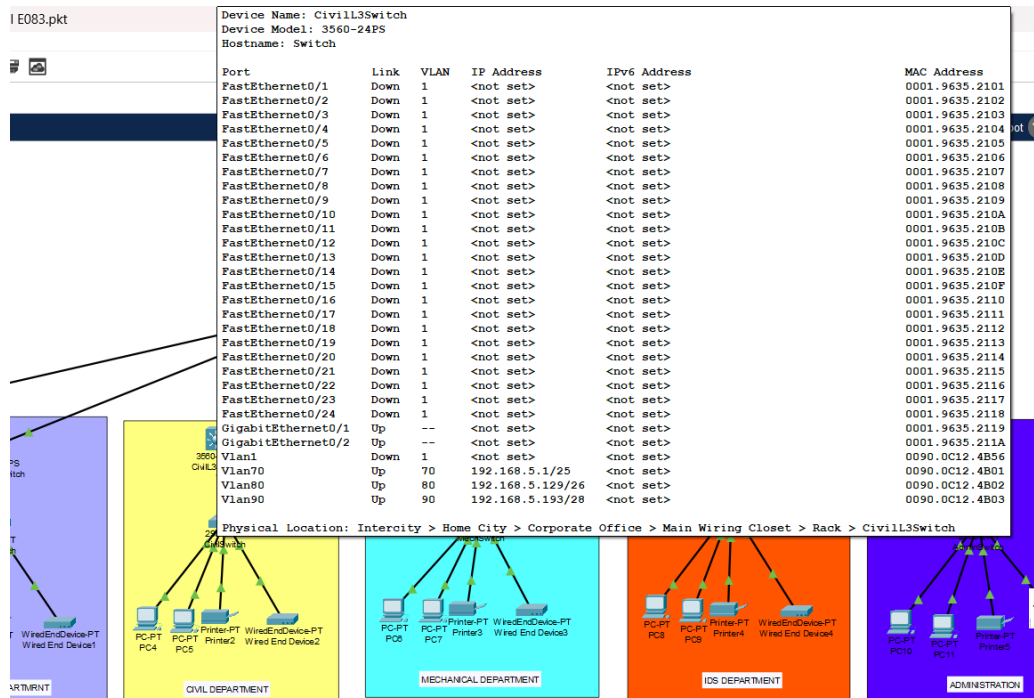 l E083.pkt
Device Name: CivilL3Switch
Device Model: 3560-24PS
Hostname: Switch
Port Link VLAN IP Address IPv6 Address MAC Address
FastEthernet0/1 Down 1 <not set> <not set> 0001.9635.2101
FastEthernet0/2 Down 1 <not set> <not set> 0001.9635.2102
FastEthernet0/3 Down 1 <not set> <not set> 0001.9635.2103
FastEthernet0/4 Down 1 <not set> <not set> 0001.9635.2104
FastEthernet0/5 Down 1 <not set> <not set> 0001.9635.2105
FastEthernet0/6 Down 1 <not set> <not set> 0001.9635.2106
FastEthernet0/7 Down 1 <not set> <not set> 0001.9635.2107
FastEthernet0/8 Down 1 <not set> <not set> 0001.9635.2108
FastEthernet0/9 Down 1 <not set> <not set> 0001.9635.2109
FastEthernet0/10 Down 1 <not set> <not set> 0001.9635.210A
FastEthernet0/11 Down 1 <not set> <not set> 0001.9635.210B
FastEthernet0/12 Down 1 <not set> <not set> 0001.9635.210C
FastEthernet0/13 Down 1 <not set> <not set> 0001.9635.210D
FastEthernet0/14 Down 1 <not set> <not set> 0001.9635.210E
FastEthernet0/15 Down 1 <not set> <not set> 0001.9635.210F
FastEthernet0/16 Down 1 <not set> <not set> 0001.9635.2110
FastEthernet0/17 Down 1 <not set> <not set> 0001.9635.2111
FastEthernet0/18 Down 1 <not set> <not set> 0001.9635.2112
FastEthernet0/19 Down 1 <not set> <not set> 0001.9635.2113
FastEthernet0/20 Down 1 <not set> <not set> 0001.9635.2114
FastEthernet0/21 Down 1 <not set> <not set> 0001.9635.2115
FastEthernet0/22 Down 1 <not set> <not set> 0001.9635.2116
FastEthernet0/23 Down 1 <not set> <not set> 0001.9635.2117
FastEthernet0/24 Down 1 <not set> <not set> 0001.9635.2118
GigabitEthernet0/1 Up -- <not set> <not set> 0001.9635.2119
GigabitEthernet0/2 Up -- <not set> <not set> 0001.9635.211A
Vlan1 Down 1 <not set> <not set> 0090.0C12.4B56
Vlan70 Up 70 192.168.5.1/25 <not set> 0090.0C12.4B01
Vlan80 Up 80 192.168.5.129/26 <not set> 0090.0C12.4B02
Vlan90 Up 90 192.168.5.193/28 <not set> 0090.0C12.4B03
Physical Location: Intercity > Home City > Corporate Office > Main Wiring Closet > Rack > CivilL3Switch
WiredEndDevice-PT
Wired End Device1
PC-PT
PC4
PC-PT
PC5
Printer-PT
Printer2
WiredEndDevice-PT
Wired End Device2
CIVIL DEPARTMENT
PC-PT
PC6
PC-PT
PC7
Printer-PT
Printer3
WiredEndDevice-PT
Wired End Device3
MECHANICAL DEPARTMENT
PC-PT
PC8
PC-PT
PC9
Printer-PT
Printer4
WiredEndDevice-PT
Wired End Device4
IDS DEPARTMENT
PC-PT
PC10
PC-PT
PC11
Printer-PT
Printer5
ADMINISTRATION